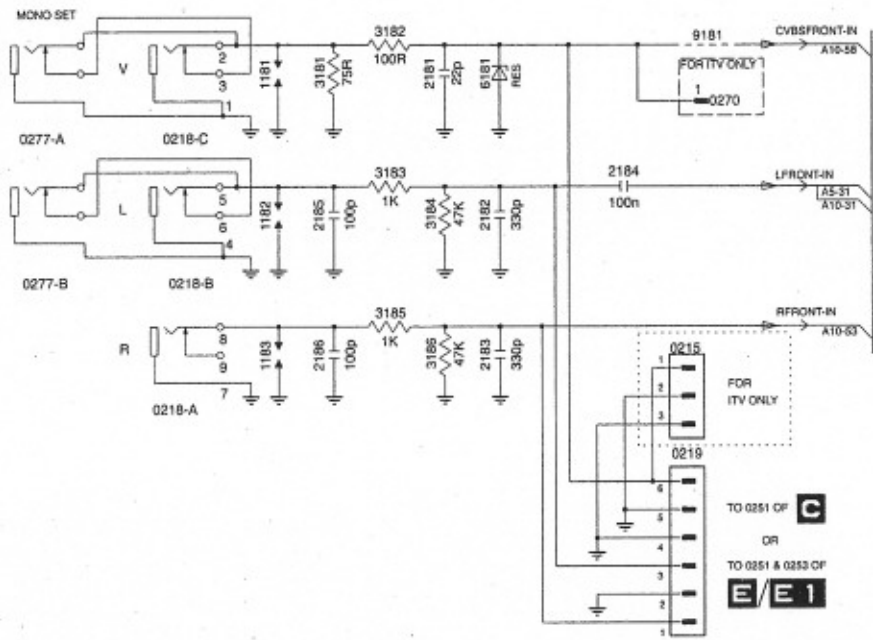 MONO SET
3182
100R
9181
CVBSFRONT-IN
A10-58
V
2
3
1
1181
3181
75R
2181
22p
6181
RES
FOR ITV ONLY
1
0270
0277-A
0218-C
3183
1K
2184
100n
LFRONT-IN
A5-31
A10-31
L
5
6
4
1182
2185
100p
3184
47K
2182
330p
0277-B
0218-B
3185
1K
RFRONT-IN
A10-53
R
8
9
7
1183
2186
100p
3186
47K
2183
330p
0218-A
0215
1
2
3
FOR
ITV ONLY
0219
6
5
4
3
2
1
TO 0251 OF C
OR
TO 0251 & 0253 OF
E/E1